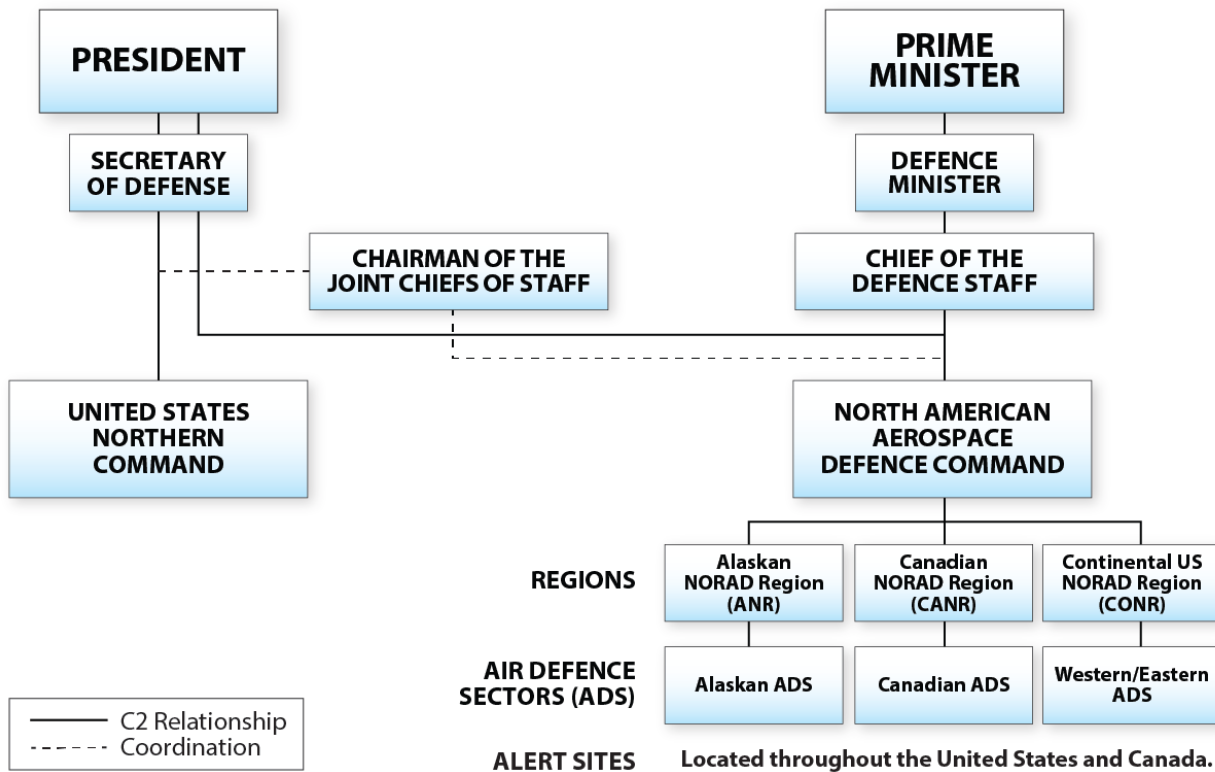 PRESIDENT
PRIME
MINISTER
SECRETARY
OF DEFENSE
DEFENCE
MINISTER
CHAIRMAN OF THE
JOINT CHIEFS OF STAFF
CHIEF OF THE
DEFENCE STAFF
UNITED STATES
NORTHERN
COMMAND
NORTH AMERICAN
AEROSPACE
DEFENCE COMMAND
REGIONS
Alaskan
NORAD Region
(ANR)
Canadian
NORAD Region
(CANR)
Continental US
NORAD Region
(CONR)
AIR DEFENCE
SECTORS (ADS)
Alaskan ADS
Canadian ADS
Western/Eastern
ADS
C2 Relationship
Coordination
ALERT SITES
Located throughout the United States and Canada.